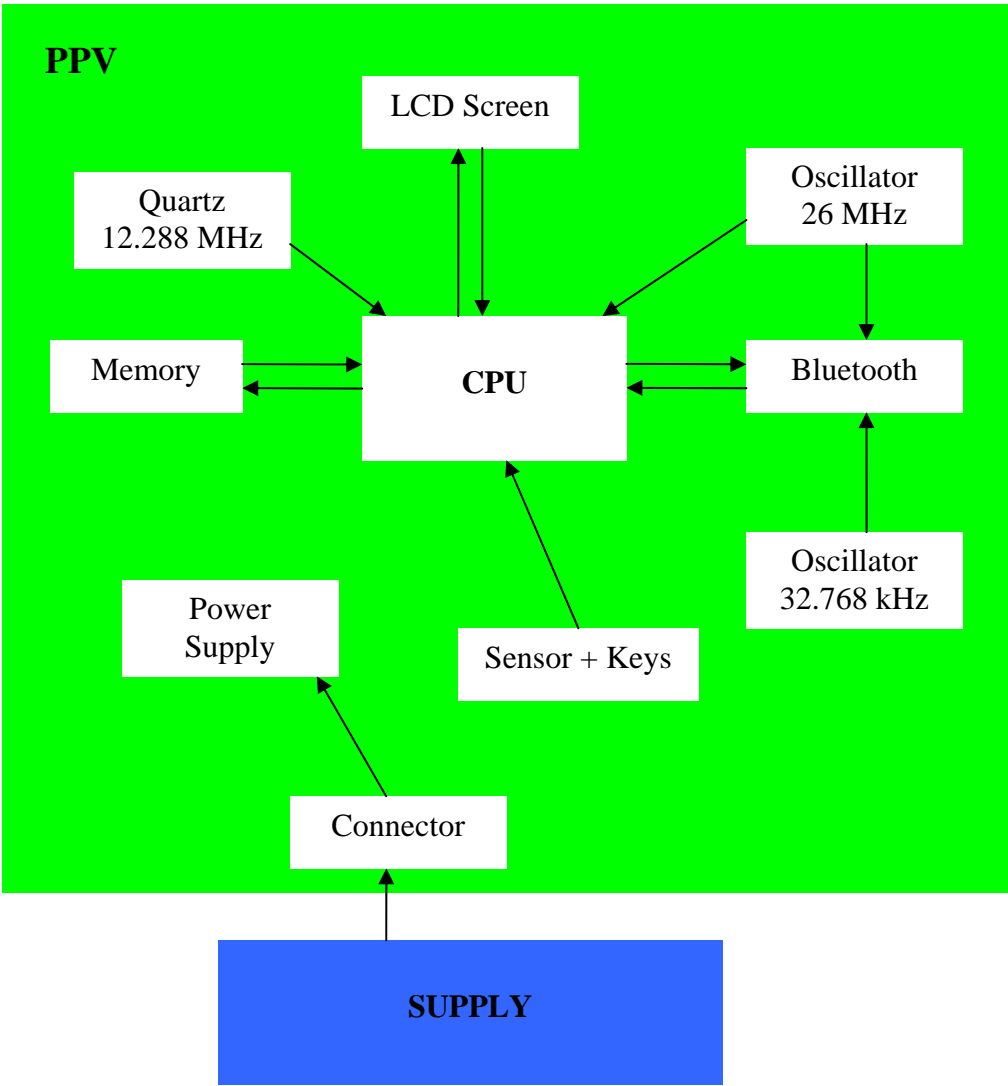 PPV
LCD Screen
Quartz
12.288 MHz
Oscillator
26 MHz
Memory
CPU
Bluetooth
Oscillator
32.768 kHz
Power
Supply
Sensor + Keys
Connector
SUPPLY